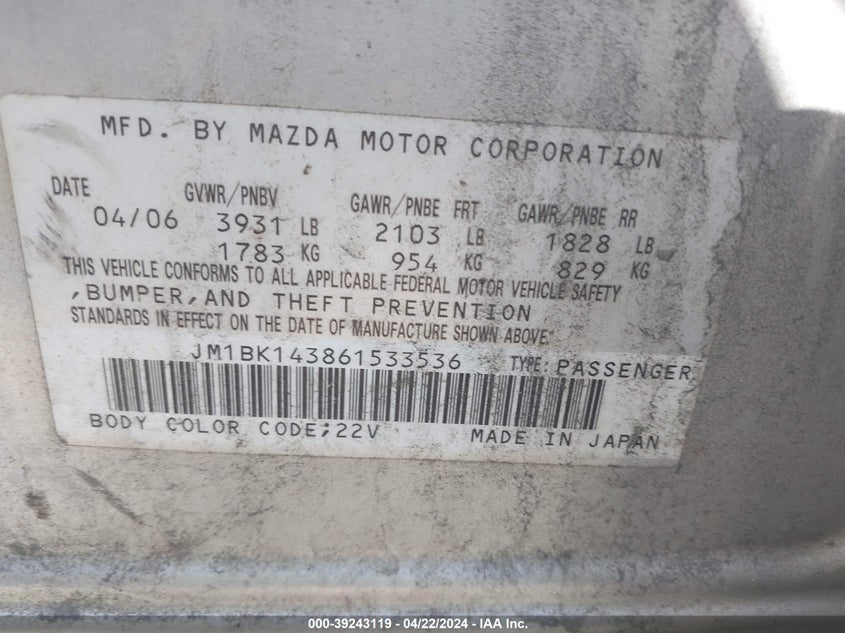 MFD. BY MAZDA MOTOR CORPORATION
DATE GVWR/PNBV GAWR/PNBE FRT GAWR/PNBE RR
04/06 3931 LB 2103 LB 1828 LB
1783 KG 954 KG 829 KG
THIS VEHICLE CONFORMS TO ALL APPLICABLE FEDERAL MOTOR VEHICLE SAFETY
,BUMPER,AND THEFT PREVENTION
STANDARDS IN EFFECT ON THE DATE OF MANUFACTURE SHOWN ABOVE.
JM1BK143861533536 TYPE: PASSENGER
BODY COLOR CODE;22V MADE IN JAPAN
000-39243119 - 04/22/2024 - IAA Inc.